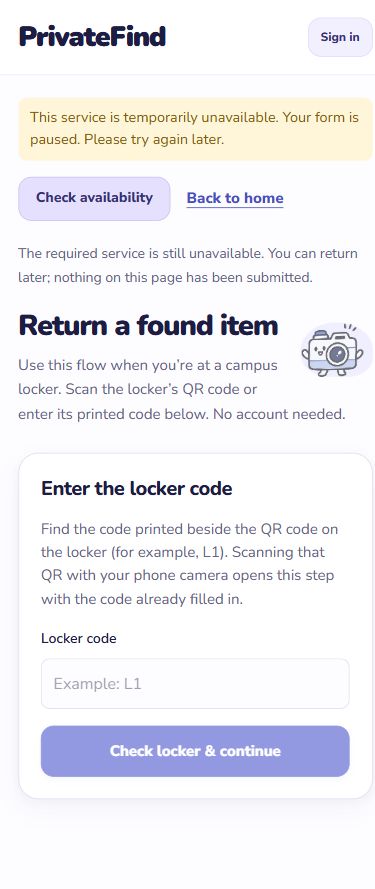 PrivateFind
Sign in
This service is temporarily unavailable. Your form is
paused. Please try again later.
Check availability
Back to home
The required service is still unavailable. You can return
later; nothing on this page has been submitted.
Return a found item
Use this flow when you’re at a campus
locker. Scan the locker’s QR code or
enter its printed code below. No account needed.
Enter the locker code
Find the code printed beside the QR code on
the locker (for example, L1). Scanning that
QR with your phone camera opens this step
with the code already filled in.
Locker code
Example: L1
Check locker & continue